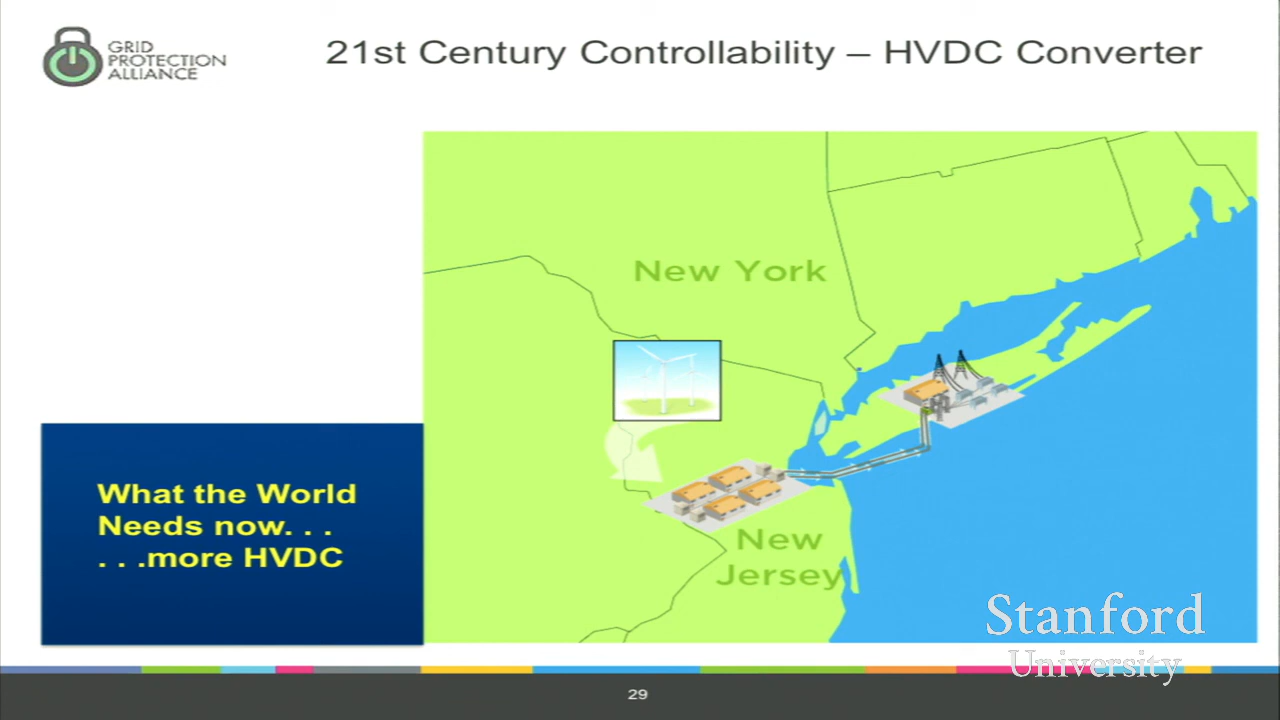 GRID
PROTECTION
ALLIANCE
21st Century Controllability – HVDC Converter
New York
What the World
Needs now. . .
. . .more HVDC
New
Jersey
Stanford
University
29